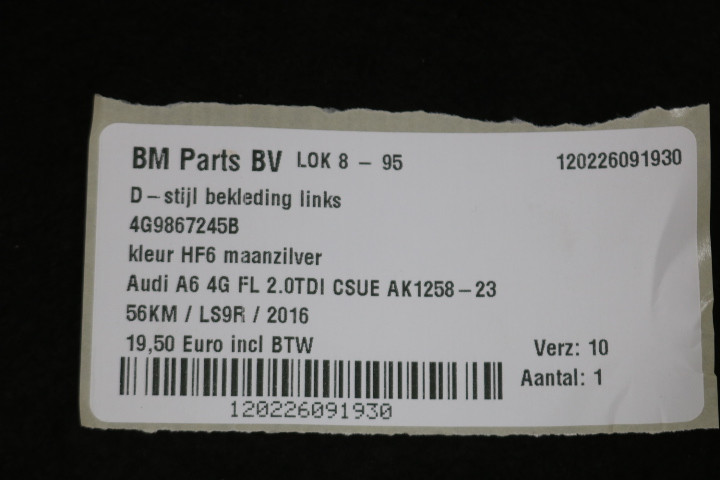 BM Parts BV LOK 8 - 95 120226091930
D-stijl bekleding links
4G9867245B
kleur HF6 maanzilver
Audi A6 4G FL 2.0TDI CSUE AK1258-23
56KM / LS9R / 2016
19,50 Euro incl BTW Verz: 10
Aantal: 1
120226091930